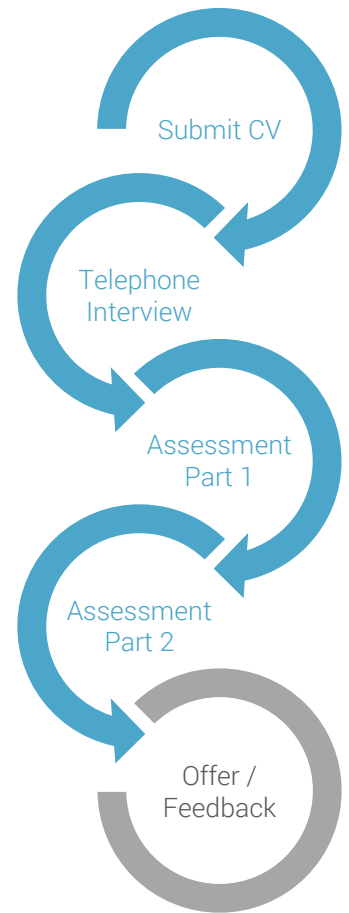 Submit CV
Telephone
Interview
Assessment
Part 1
Assessment
Part 2
Offer /
Feedback